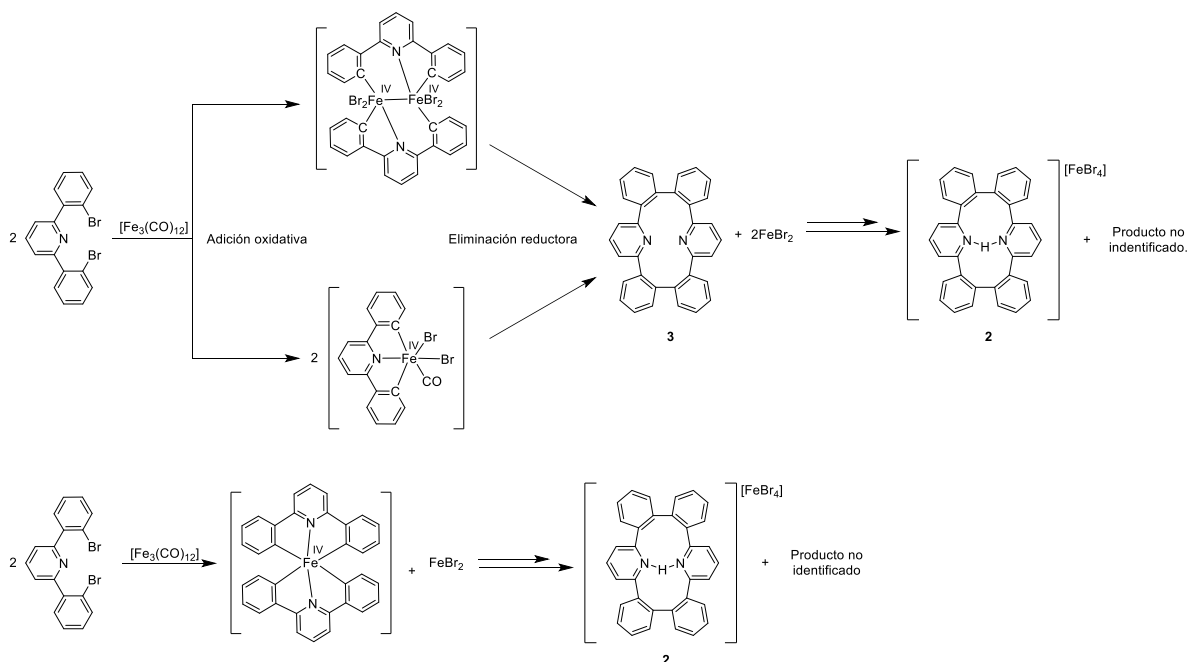 N
C
C
IV
IV
Br2Fe
FeBr2
C
C
N
2
Br
N
Br
[Fe3(CO)12]
Adición oxidativa
Eliminación reductora
N
N
+
2FeBr2
3
[FeBr4]
N
H
N
2
+
Producto no
indentificado.
2
C
IV
Br
N
Fe
Br
CO
C
2
Br
N
Br
[Fe3(CO)12]
N
IV
Fe
N
+
FeBr2
[FeBr4]
N
H
N
2
+
Producto no
identificado